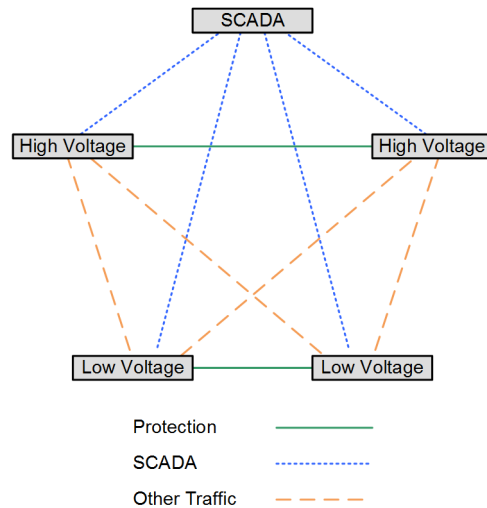 SCADA
High Voltage
High Voltage
Low Voltage
Low Voltage
Protection
SCADA
Other Traffic